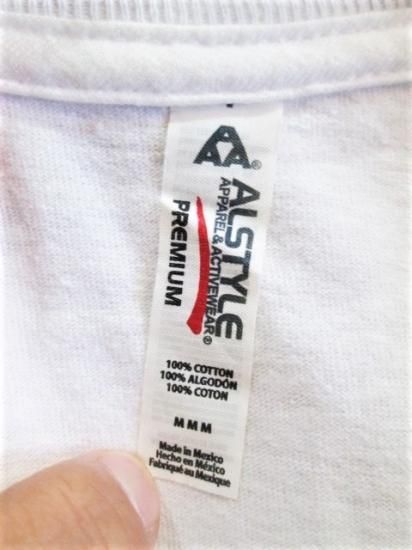 AAA®
ALSTYLE
APPAREL & ACTIVEWEAR®
PREMIUM
100% COTTON
100% ALGODÓN
100% COTON
M M M
Made in Mexico
Hecho en México
Fabriqué au Mexique